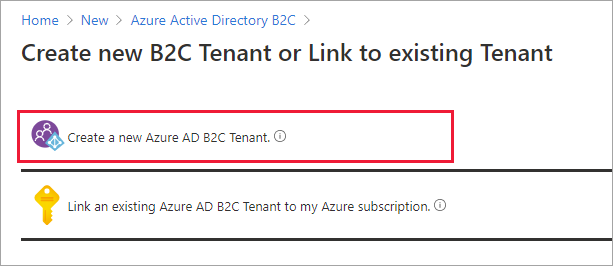 Home > New > Azure Active Directory B2C >
Create new B2C Tenant or Link to existing Tenant
Create a new Azure AD B2C Tenant.
Link an existing Azure AD B2C Tenant to my Azure subscription.